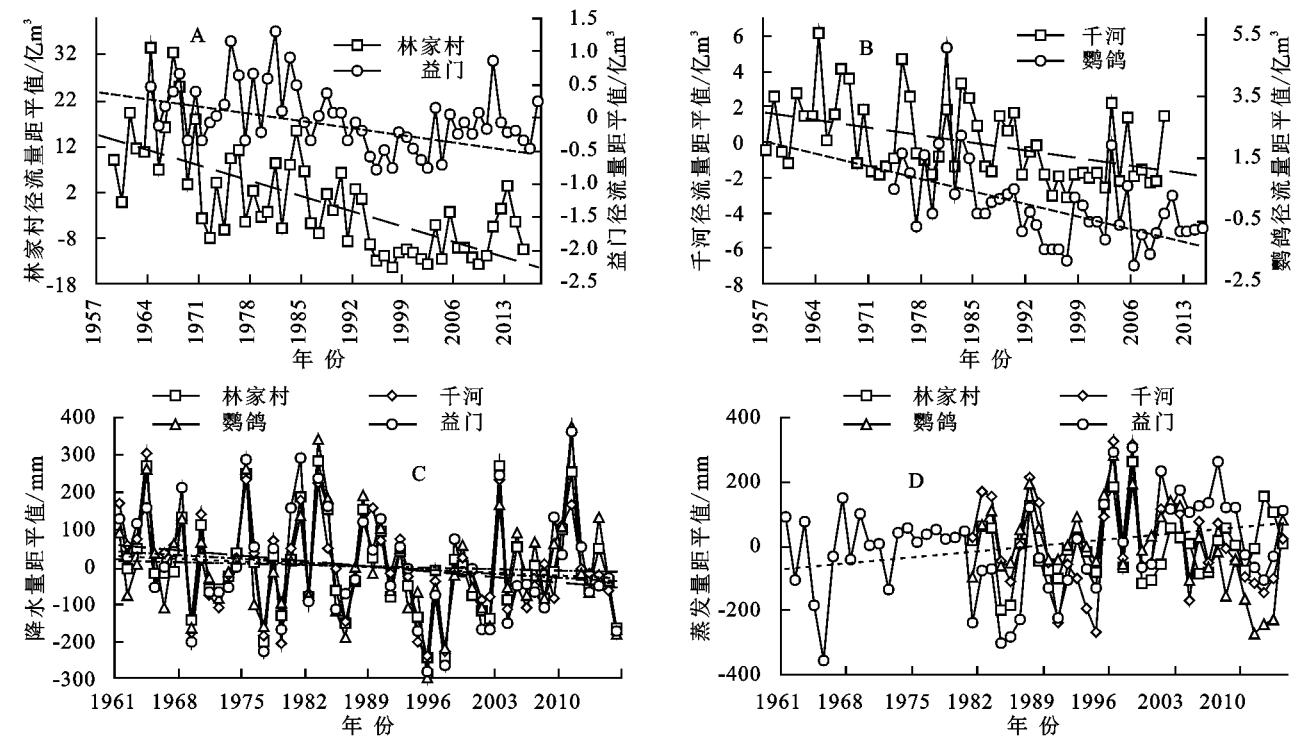 A
林家村
益门
林家村径流量距平值/亿m³
32
22
12
2
-8
-18
1.5
1.0
0.5
0
-0.5
-1.0
-1.5
-2.0
-2.5
益门径流量距平值/亿m³
1957
1964
1971
1978
1985
1992
1999
2006
2013
年 份
B
千河
鹦鸽
千河径流量距平值/亿m³
6
4
2
0
-2
-4
-6
-8
5.5
3.5
1.5
-0.5
-2.5
鹦鸽径流量距平值/亿m³
1957
1964
1971
1978
1985
1992
1999
2006
2013
年 份
林家村
千河
鹦鸽
益门
C
降水量距平值/mm
400
300
200
100
0
-100
-200
-300
1961
1968
1975
1982
1989
1996
2003
2010
年 份
林家村
千河
鹦鸽
益门
D
蒸发量距平值/mm
400
200
0
-200
-400
1961
1968
1975
1982
1989
1996
2003
2010
年 份